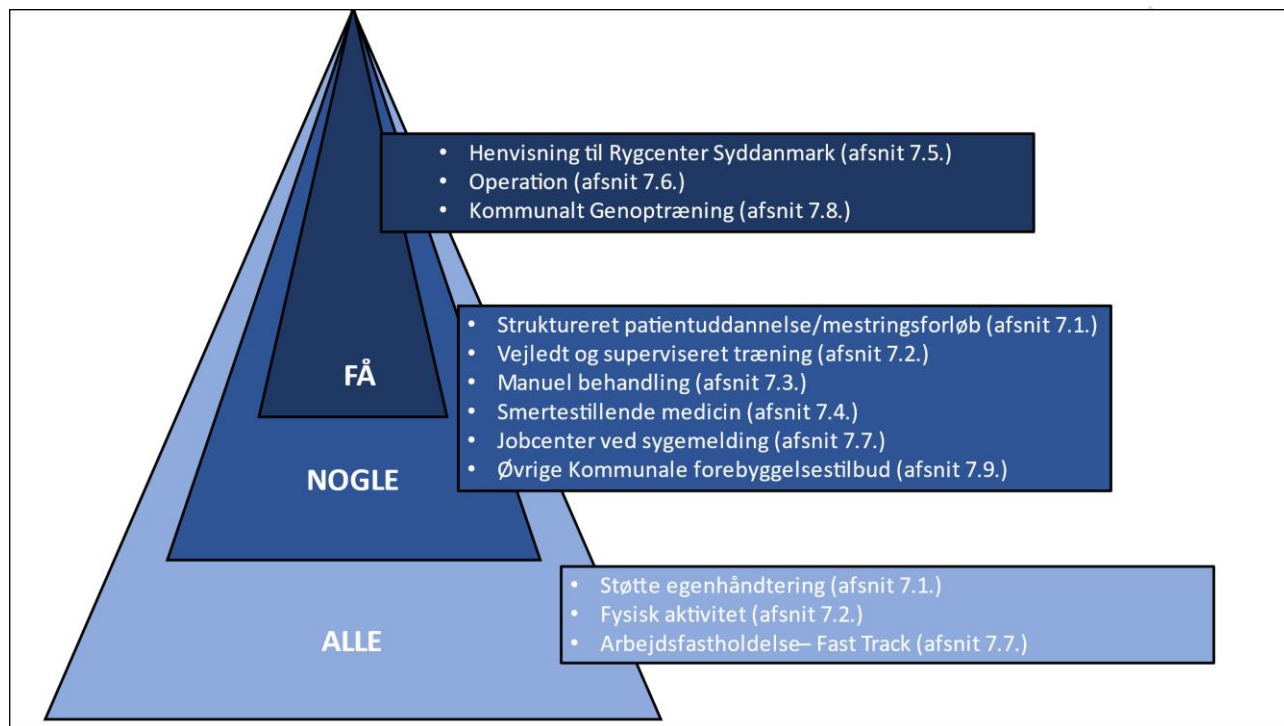 Henvisning til Rygcenter Syddanmark (afsnit 7.5.)
Operation (afsnit 7.6.)
Kommunalt Genoptræning (afsnit 7.8.)
FÅ
Struktureret patientuddannelse/mestringsforløb (afsnit 7.1.)
Vejledt og superviseret træning (afsnit 7.2.)
Manuel behandling (afsnit 7.3.)
Smertestillende medicin (afsnit 7.4.)
Jobcenter ved sygemelding (afsnit 7.7.)
Øvrige Kommunale forebyggelsestilbud (afsnit 7.9.)
NOGLE
Støtte egenhåndtering (afsnit 7.1.)
Fysisk aktivitet (afsnit 7.2.)
Arbejdsfastholdelse– Fast Track (afsnit 7.7.)
ALLE